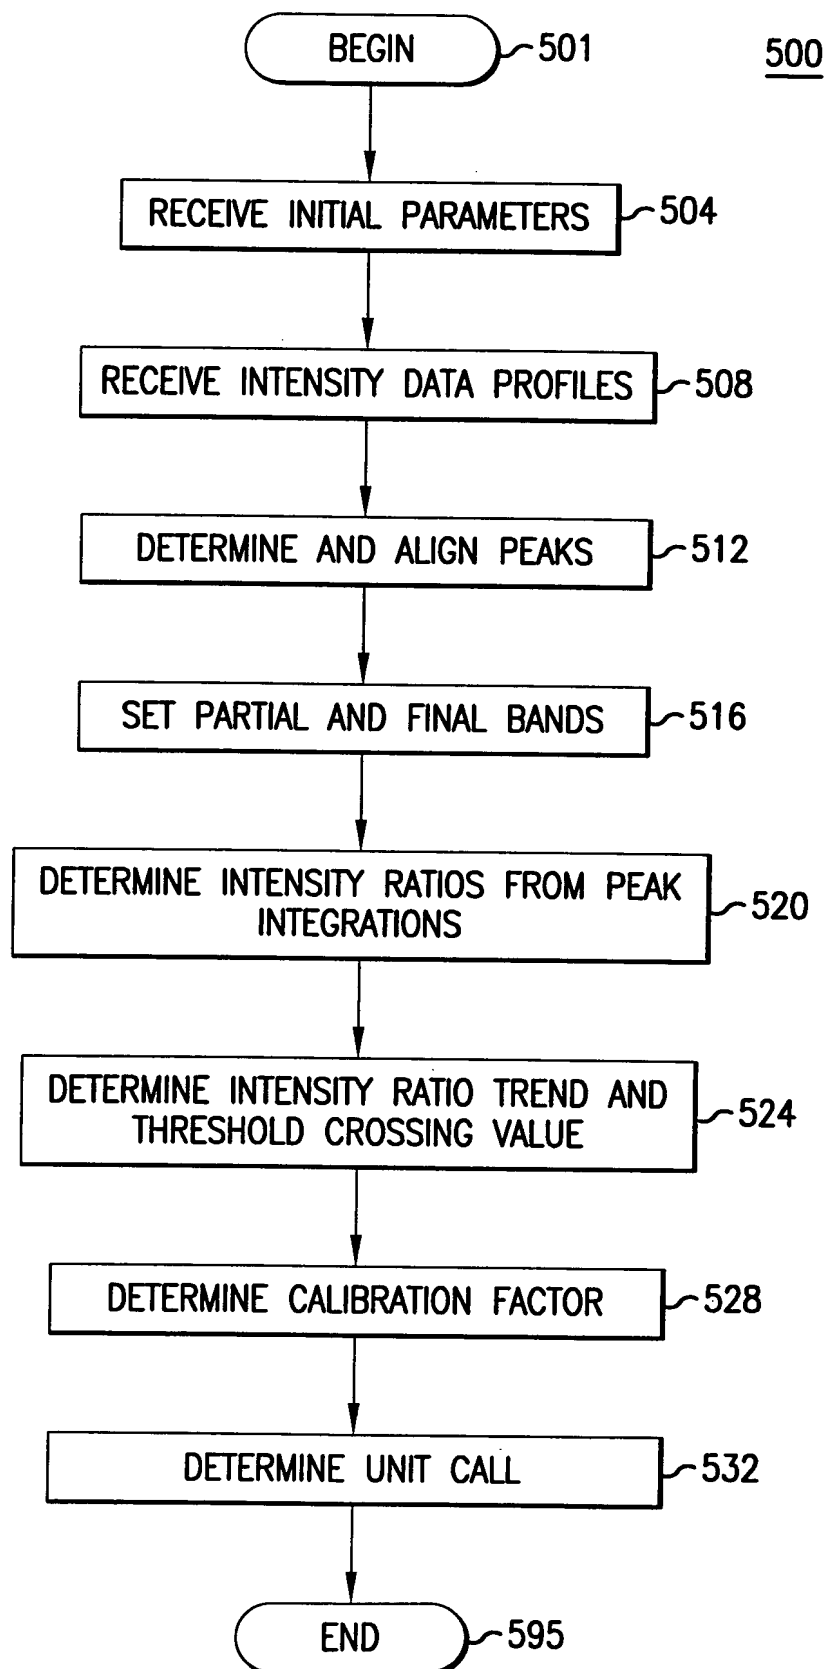 BEGIN 501
500
RECEIVE INITIAL PARAMETERS 504
RECEIVE INTENSITY DATA PROFILES 508
DETERMINE AND ALIGN PEAKS 512
SET PARTIAL AND FINAL BANDS 516
DETERMINE INTENSITY RATIOS FROM PEAK
INTEGRATIONS
520
DETERMINE INTENSITY RATIO TREND AND
THRESHOLD CROSSING VALUE
524
DETERMINE CALIBRATION FACTOR 528
DETERMINE UNIT CALL 532
END 595